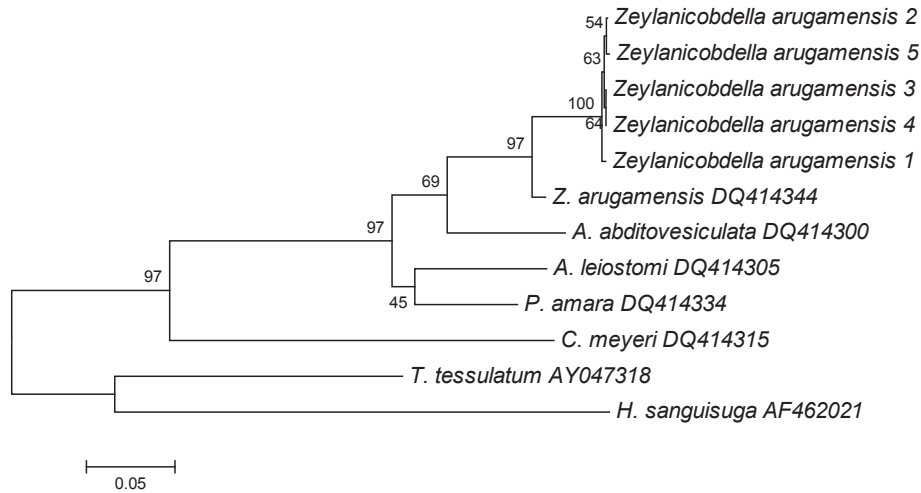 Zeylanicobdella arugamensis 2
54
Zeylanicobdella arugamensis 5
63
Zeylanicobdella arugamensis 3
100
64
Zeylanicobdella arugamensis 4
97
Zeylanicobdella arugamensis 1
69
Z. arugamensis DQ414344
97
A. abditovesiculata DQ414300
97
A. leiostomi DQ414305
45
P. amara DQ414334
C. meyeri DQ414315
T. tessulatum AY047318
H. sanguisuga AF462021
0.05